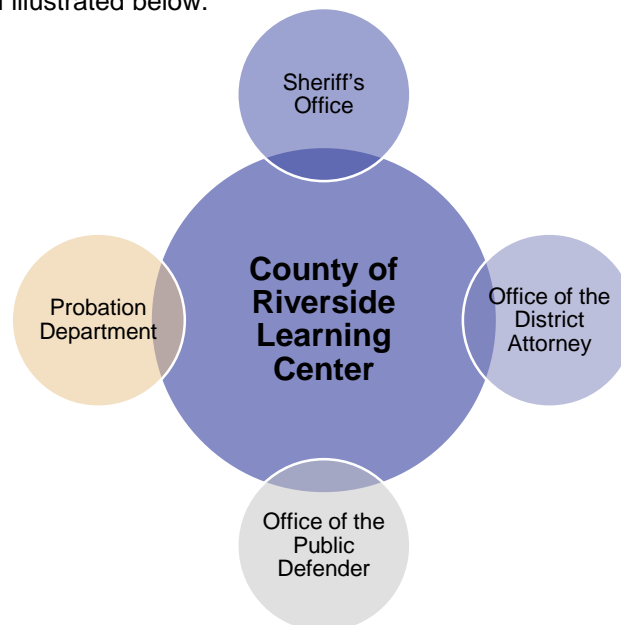 illustrated below.
Sheriff's
Office
County of
Riverside
Learning
Center
Probation
Department
Office of the
District
Attorney
Office of the
Public
Defender